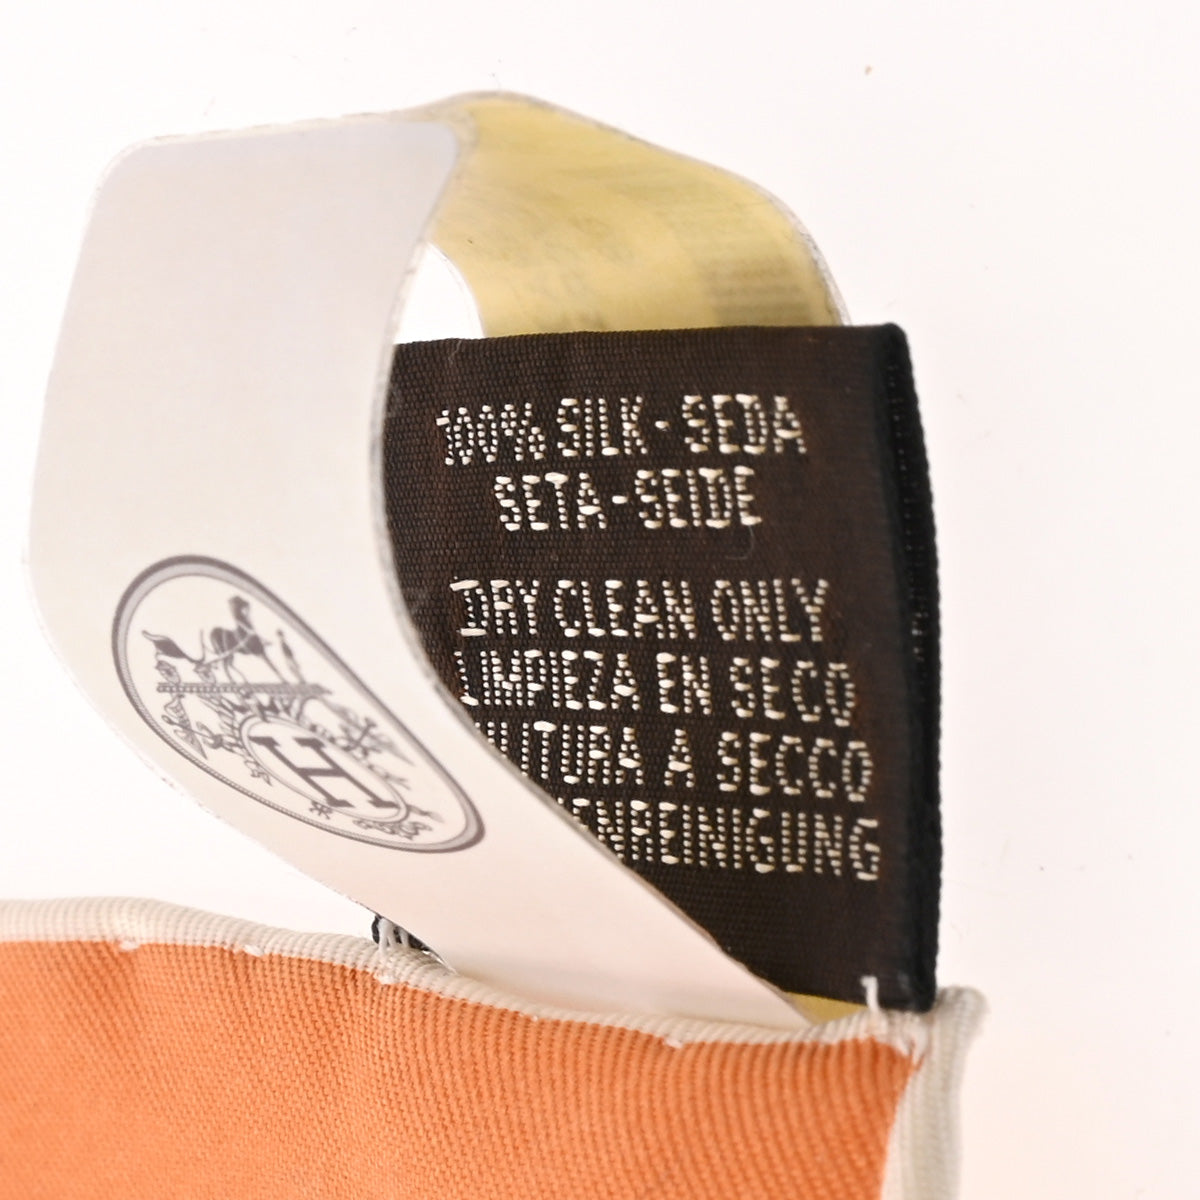 100% SILK - SEDA
SETA - SEIDE
DRY CLEAN ONLY
LIMPIEZA EN SECO
A SECCO
H